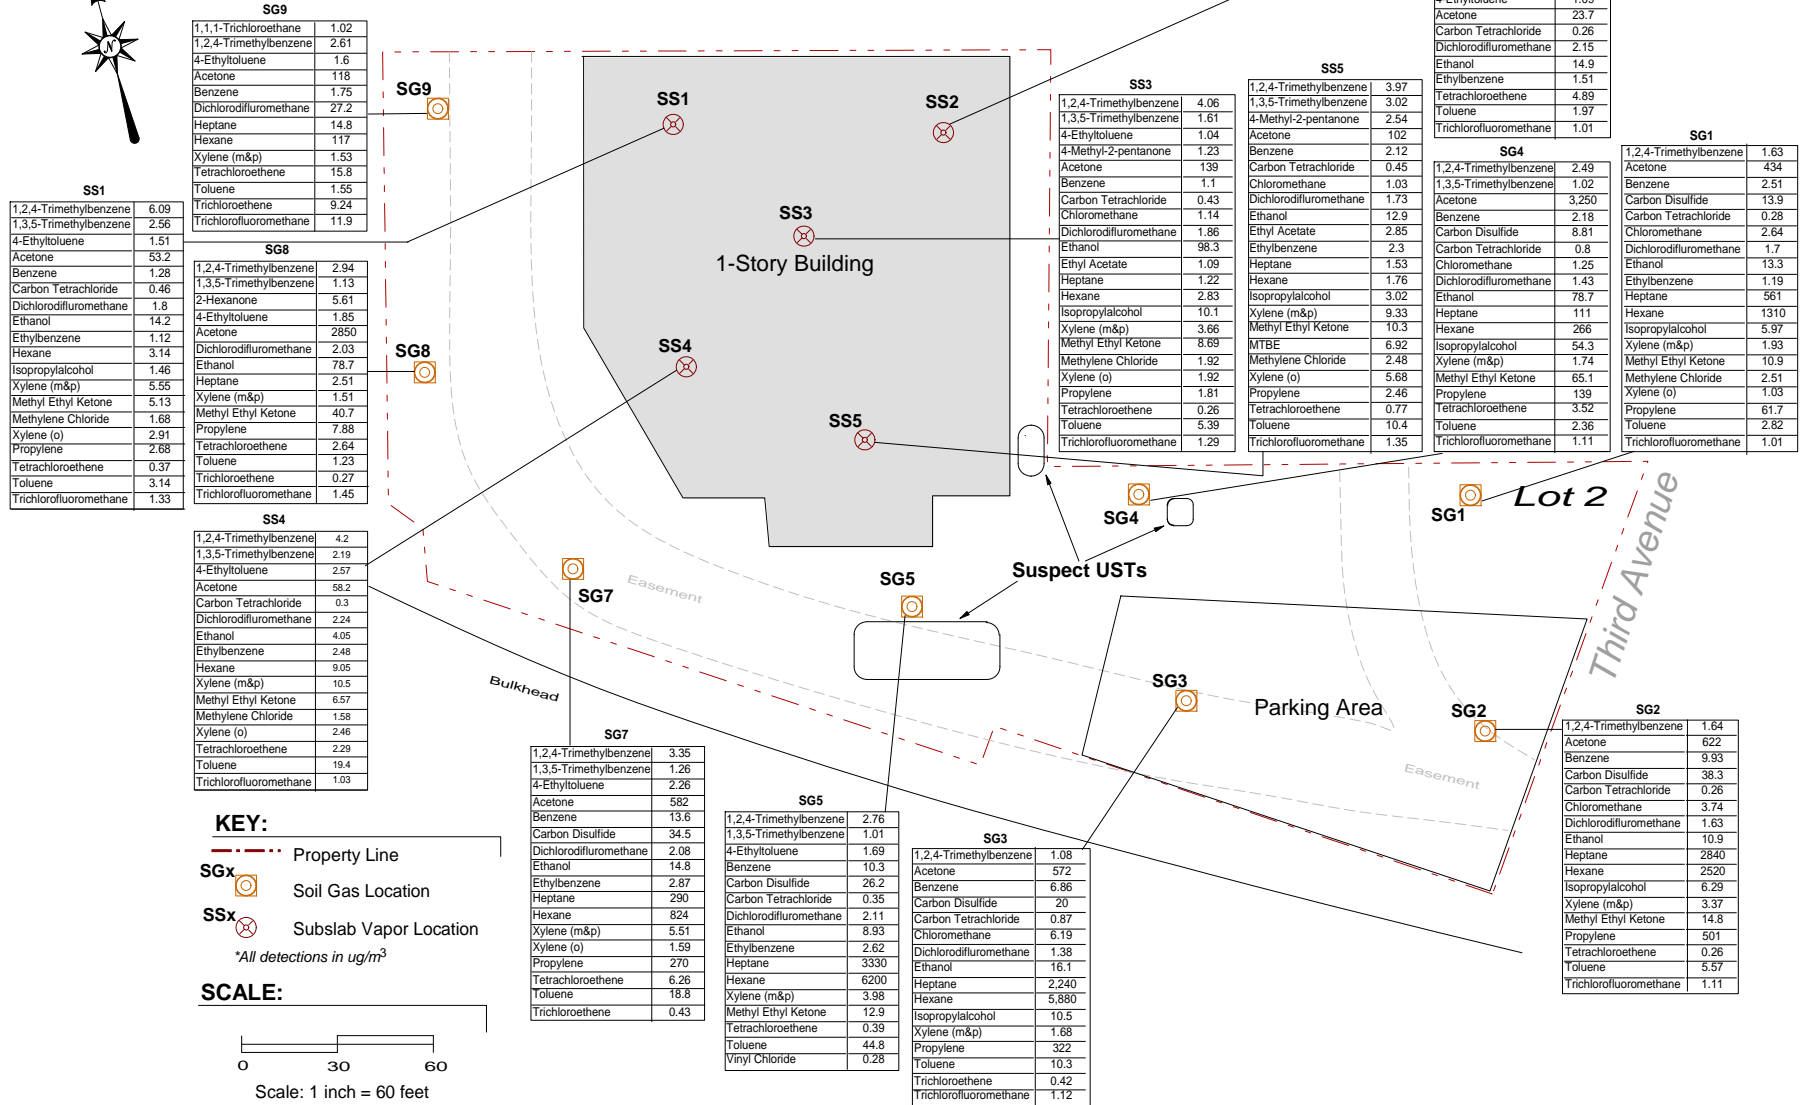 N
SG9
1,1,1-Trichloroethane 1.02
1,2,4-Trimethylbenzene 2.61
4-Ethyltoluene 1.6
Acetone 118
Benzene 1.75
Dichlorodifluromethane 27.2
Heptane 14.8
Hexane 117
Xylene (m&p) 1.53
Tetrachloroethene 15.8
Toluene 1.55
Trichloroethene 9.24
Trichlorofluoromethane 11.9
SS1
1,2,4-Trimethylbenzene 6.09
1,3,5-Trimethylbenzene 2.56
4-Ethyltoluene 1.51
Acetone 53.2
Benzene 1.28
Carbon Tetrachloride 0.46
Dichlorodifluromethane 1.8
Ethanol 14.2
Ethylbenzene 1.12
Hexane 3.14
Isopropylalcohol 1.46
Xylene (m&p) 5.55
Methyl Ethyl Ketone 5.13
Methylene Chloride 1.68
Xylene (o) 2.91
Propylene 2.68
Tetrachloroethene 0.37
Toluene 3.14
Trichlorofluoromethane 1.33
SG8
1,2,4-Trimethylbenzene 2.94
1,3,5-Trimethylbenzene 1.13
2-Hexanone 5.61
4-Ethyltoluene 1.85
Acetone 2850
Dichlorodifluromethane 2.03
Ethanol 78.7
Heptane 2.51
Xylene (m&p) 1.51
Methyl Ethyl Ketone 40.7
Propylene 7.88
Tetrachloroethene 2.64
Toluene 1.23
Trichloroethene 0.27
Trichlorofluoromethane 1.45
SS4
1,2,4-Trimethylbenzene 4.2
1,3,5-Trimethylbenzene 2.19
4-Ethyltoluene 2.57
Acetone 58.2
Carbon Tetrachloride 0.3
Dichlorodifluromethane 2.24
Ethanol 4.05
Ethylbenzene 2.48
Hexane 9.05
Xylene (m&p) 10.5
Methyl Ethyl Ketone 6.57
Methylene Chloride 1.58
Xylene (o) 2.46
Tetrachloroethene 2.29
Toluene 19.4
Trichlorofluoromethane 1.03
SG9
SS1
SS2
SS3
1-Story Building
SG8
SS4
SS5
SG4
SG1
Lot 2
Third Avenue
Suspect USTs
SG5
SG7
Easement
Bulkhead
SG3
Parking Area
SG2
Easement
SS3
1,2,4-Trimethylbenzene 4.06
1,3,5-Trimethylbenzene 1.61
4-Ethyltoluene 1.04
4-Methyl-2-pentanone 1.23
Acetone 139
Benzene 1.1
Carbon Tetrachloride 0.43
Chloromethane 1.14
Dichlorodifluromethane 1.86
Ethanol 98.3
Ethyl Acetate 1.09
Heptane 1.22
Hexane 2.83
Isopropylalcohol 10.1
Xylene (m&p) 3.66
Methyl Ethyl Ketone 8.69
Methylene Chloride 1.92
Xylene (o) 1.92
Propylene 1.81
Tetrachloroethene 0.26
Toluene 5.39
Trichlorofluoromethane 1.29
SS5
1,2,4-Trimethylbenzene 3.97
1,3,5-Trimethylbenzene 3.02
4-Methyl-2-pentanone 2.54
Acetone 102
Benzene 2.12
Carbon Tetrachloride 0.45
Chloromethane 1.03
Dichlorodifluromethane 1.73
Ethanol 12.9
Ethyl Acetate 2.85
Ethylbenzene 2.3
Heptane 1.53
Hexane 1.76
Isopropylalcohol 3.02
Xylene (m&p) 9.33
Methyl Ethyl Ketone 10.3
MTBE 6.92
Methylene Chloride 2.48
Xylene (o) 5.68
Propylene 2.46
Tetrachloroethene 0.77
Toluene 10.4
Trichlorofluoromethane 1.35
Acetone 23.7
Carbon Tetrachloride 0.26
Dichlorodifluromethane 2.15
Ethanol 14.9
Ethylbenzene 1.51
Tetrachloroethene 4.89
Toluene 1.97
Trichlorofluromethane 1.01
SG4
1,2,4-Trimethylbenzene 2.49
1,3,5-Trimethylbenzene 1.02
Acetone 3,250
Benzene 2.18
Carbon Disulfide 8.81
Carbon Tetrachloride 0.8
Chloromethane 1.25
Dichlorodifluromethane 1.43
Ethanol 78.7
Heptane 111
Hexane 266
Isopropylalcohol 54.3
Xylene (m&p) 1.74
Methyl Ethyl Ketone 65.1
Propylene 139
Tetrachloroethene 3.52
Toluene 2.36
Trichlorofluromethane 1.11
SG1
1,2,4-Trimethylbenzene 1.63
Acetone 434
Benzene 2.51
Carbon Disulfide 13.9
Carbon Tetrachloride 0.28
Chloromethane 2.64
Dichlorodifluromethane 1.7
Ethanol 13.3
Ethylbenzene 1.19
Heptane 561
Hexane 1310
Isopropylalcohol 5.97
Xylene (m&p) 1.93
Methyl Ethyl Ketone 10.9
Methylene Chloride 2.51
Xylene (o) 1.03
Propylene 61.7
Toluene 2.82
Trichlorofluoromethane 1.01
SG7
1,2,4-Trimethylbenzene 3.35
1,3,5-Trimethylbenzene 1.26
4-Ethyltoluene 2.26
Acetone 582
Benzene 13.6
Carbon Disulfide 34.5
Dichlorodifluromethane 2.08
Ethanol 14.8
Ethylbenzene 2.87
Heptane 290
Hexane 824
Xylene (m&p) 5.51
Xylene (o) 1.59
Propylene 270
Tetrachloroethene 6.26
Toluene 18.8
Trichloroethene 0.43
SG5
1,2,4-Trimethylbenzene 2.76
1,3,5-Trimethylbenzene 1.01
4-Ethyltoluene 1.69
Benzene 10.3
Carbon Disulfide 26.2
Carbon Tetrachloride 0.35
Dichlorodifluromethane 2.11
Ethanol 8.93
Ethylbenzene 2.62
Heptane 3330
Hexane 6200
Xylene (m&p) 3.98
Methyl Ethyl Ketone 12.9
Tetrachloroethene 0.39
Toluene 44.8
Vinyl Chloride 0.28
SG3
1,2,4-Trimethylbenzene 1.08
Acetone 572
Benzene 6.86
Carbon Disulfide 20
Carbon Tetrachloride 0.87
Chloromethane 6.19
Dichlorodifluromethane 1.38
Ethanol 16.1
Heptane 2,240
Hexane 5,880
Isopropylalcohol 10.5
Xylene (m&p) 1.68
Propylene 322
Toluene 10.3
Trichloroethene 0.42
Trichlorofluoromethane 1.12
SG2
1,2,4-Trimethylbenzene 1.64
Acetone 622
Benzene 9.93
Carbon Disulfide 38.3
Carbon Tetrachloride 0.26
Chloromethane 3.74
Dichlorodifluromethane 1.63
Ethanol 10.9
Heptane 2840
Hexane 2520
Isopropylalcohol 6.29
Xylene (m&p) 3.37
Methyl Ethyl Ketone 14.8
Propylene 501
Tetrachloroethene 0.26
Toluene 5.57
Trichlorofluoromethane 1.11
KEY:
Property Line
SGx Soil Gas Location
SSx Subslab Vapor Location
*All detections in ug/m3
SCALE:
0 30 60
Scale: 1 inch = 60 feet